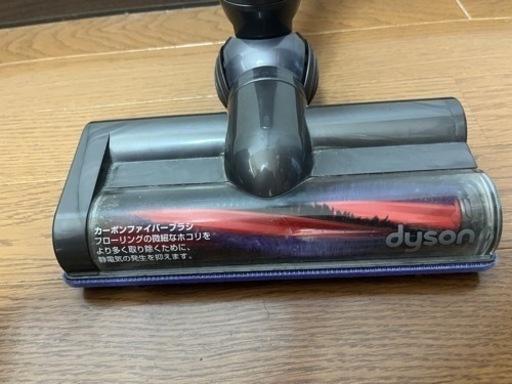 カーボンファイバーブラシ
フローリングの微細なホコリを
より多く取り除くために、
静電気の発生を抑えます。
dyson